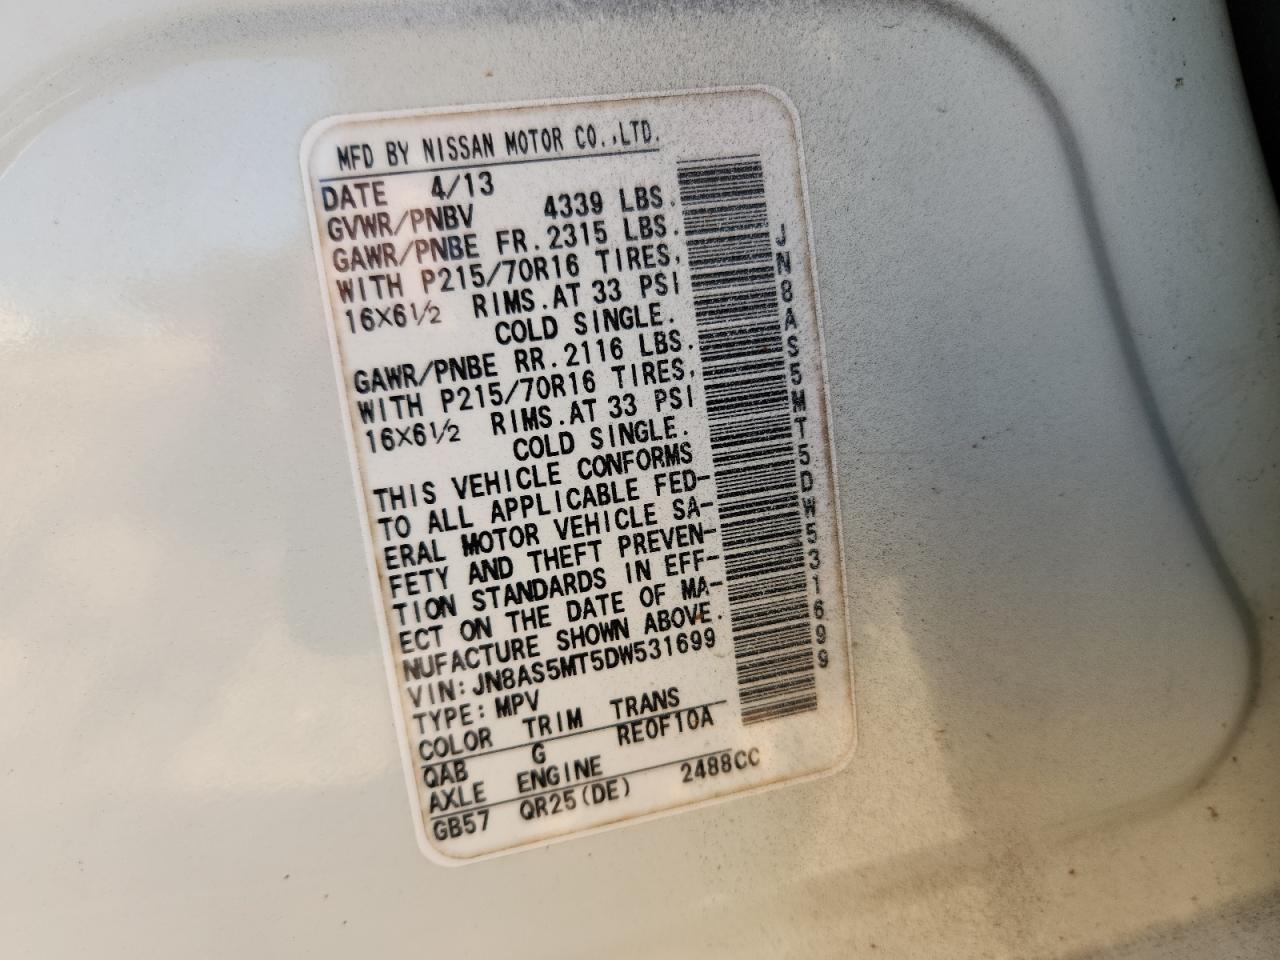 MFD BY NISSAN MOTOR CO.,LTD.
DATE 4/13
GVWR/PNBV 4339 LBS.
GAWR/PNBE FR. 2315 LBS.
WITH P215/70R16 TIRES,
16X6½ RIMS. AT 33 PSI
COLD SINGLE.
GAWR/PNBE RR. 2116 LBS.
WITH P215/70R16 TIRES,
16X6½ RIMS. AT 33 PSI
COLD SINGLE.
THIS VEHICLE CONFORMS
TO ALL APPLICABLE FED-
ERAL MOTOR VEHICLE SA-
FETY AND THEFT PREVEN-
TION STANDARDS IN EFF-
ECT ON THE DATE OF MA-
NUFACTURE SHOWN ABOVE.
VIN: JN8AS5MT5DW531699
TYPE: MPV
COLOR TRIM TRANS
QAB G RE0F10A
AXLE ENGINE
GB57 QR25(DE) 2488CC
JN8AS5MT5DW531699